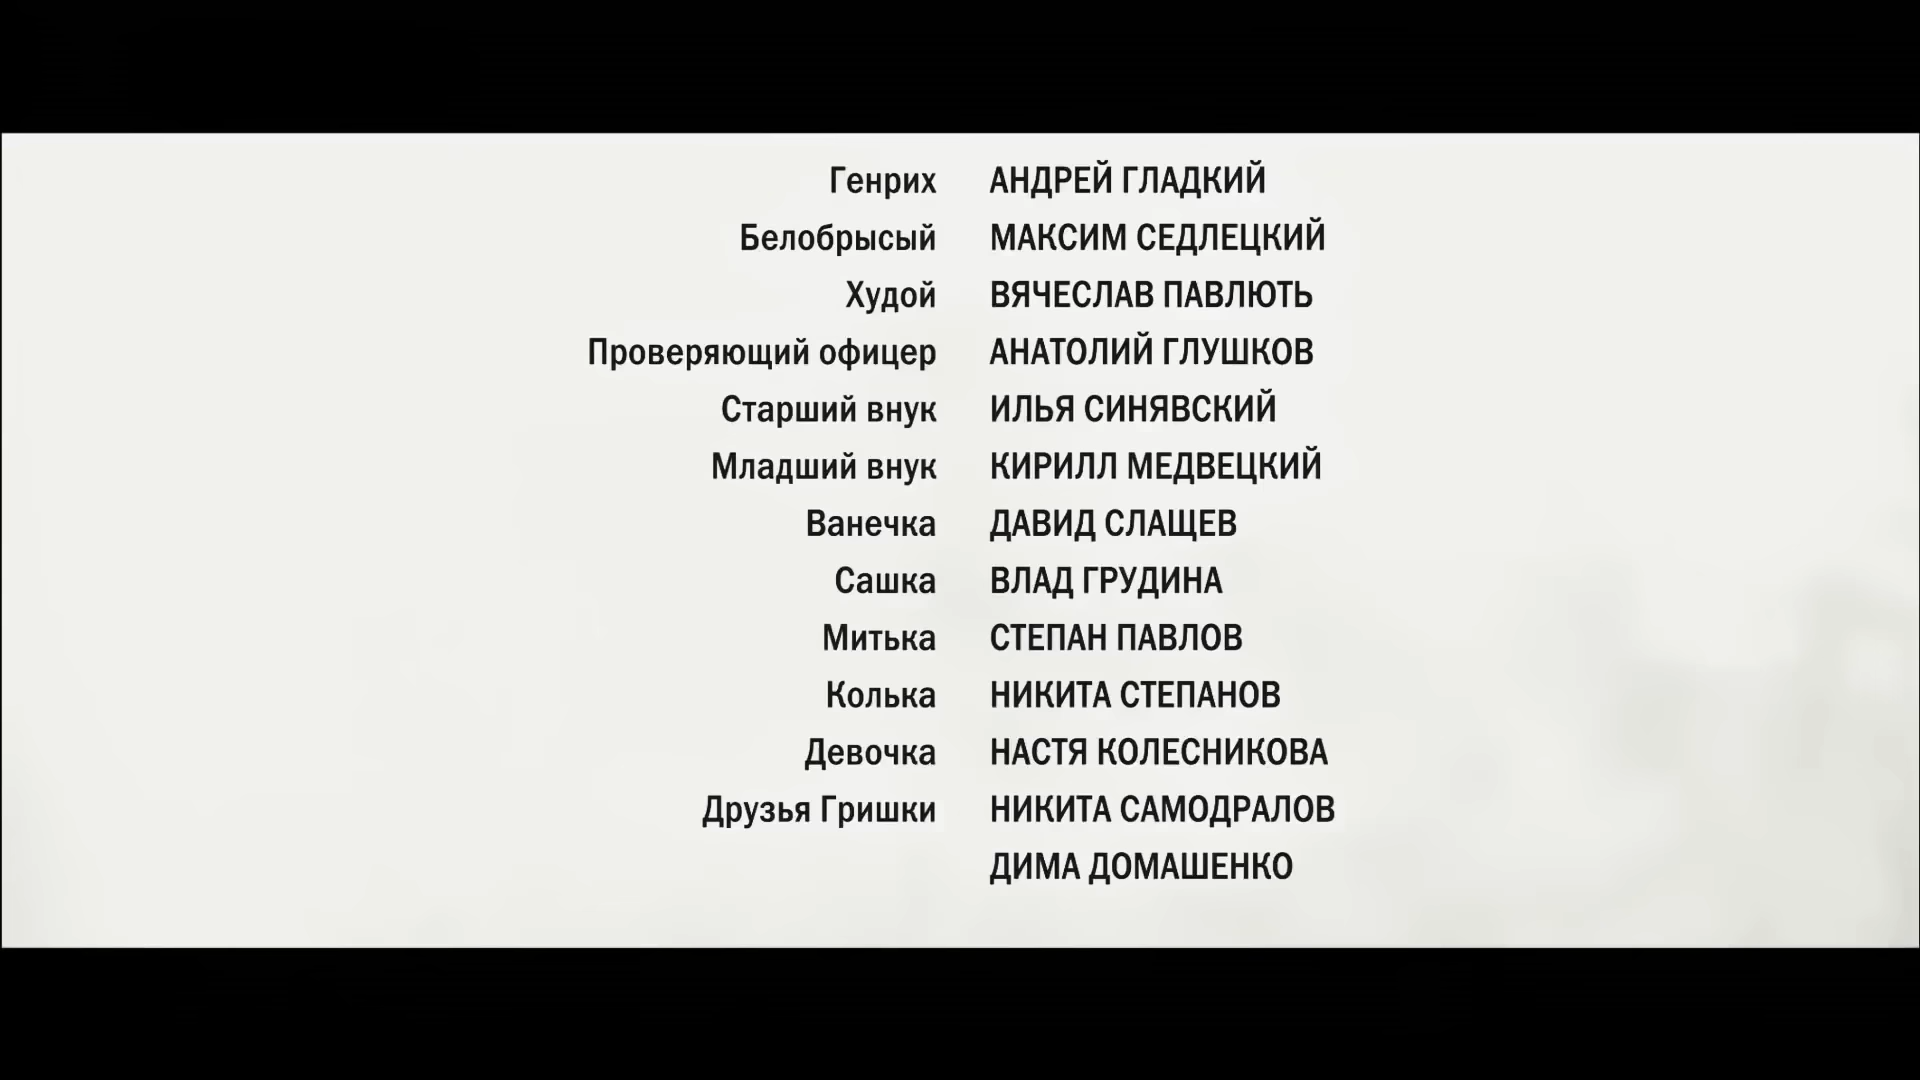 Генрих АНДРЕЙ ГЛАДКИЙ
Белобрысый МАКСИМ СЕДЛЕЦКИЙ
Худой ВЯЧЕСЛАВ ПАВЛЮТЬ
Проверяющий офицер АНАТОЛИЙ ГЛУШКОВ
Старший внук ИЛЬЯ СИНЯВСКИЙ
Младший внук КИРИЛЛ МЕДВЕЦКИЙ
Ванечка ДАВИД СЛАЩЕВ
Сашка ВЛАД ГРУДИНА
Митька СТЕПАН ПАВЛОВ
Колька НИКИТА СТЕПАНОВ
Девочка НАСТЯ КОЛЕСНИКОВА
Друзья Гришки НИКИТА САМОДРАЛОВ
ДИМА ДОМАШЕНКО